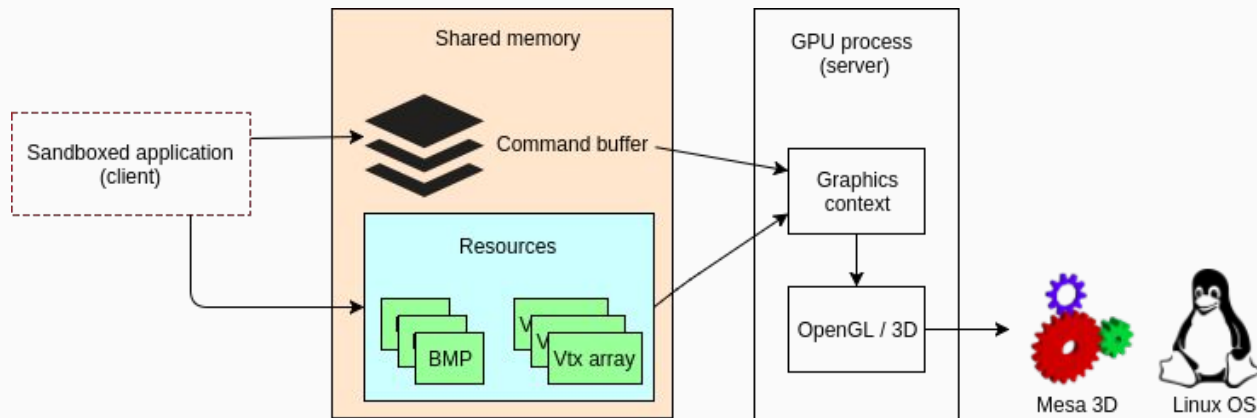 Shared memory
GPU process
(server)
Sandboxed application
(client)
Command buffer
Graphics
context
Resources
BMP
V
V
Vtx array
OpenGL / 3D
Mesa 3D
Linux OS